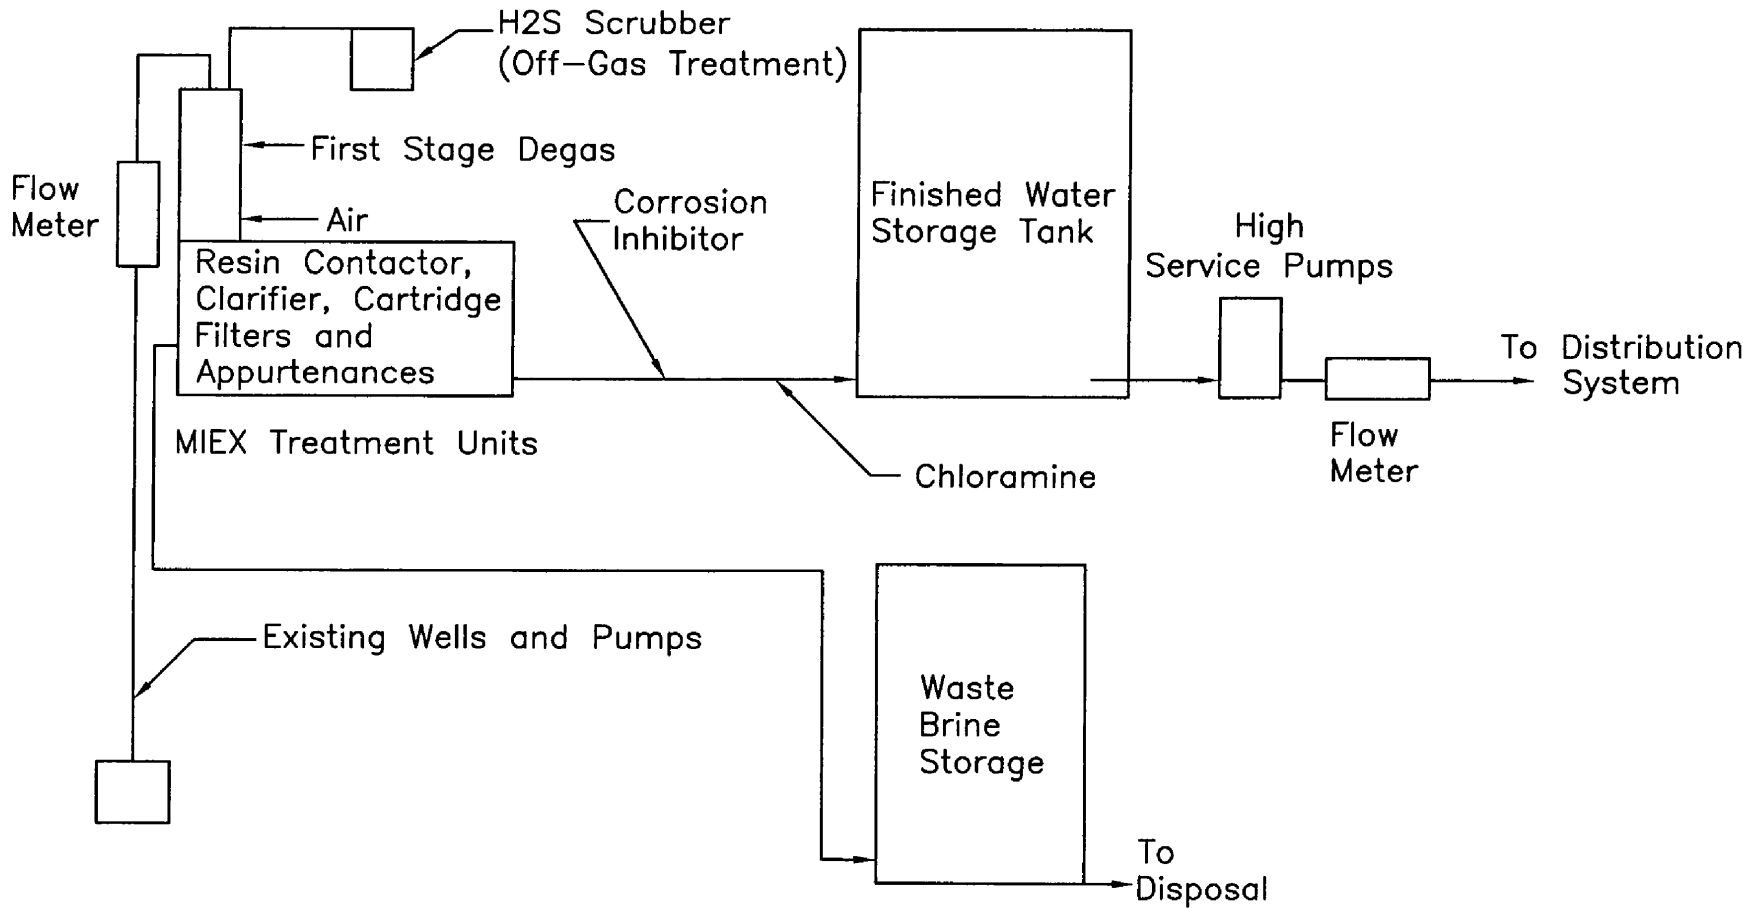 H2S Scrubber
(Off-Gas Treatment)
First Stage Degas
Flow
Meter
Air
Resin Contactor,
Clarifier, Cartridge
Filters and
Appurtenances
MIEX Treatment Units
Corrosion
Inhibitor
Chloramine
Finished Water
Storage Tank
High
Service Pumps
To Distribution
System
Flow
Meter
Existing Wells and Pumps
Waste
Brine
Storage
To
Disposal